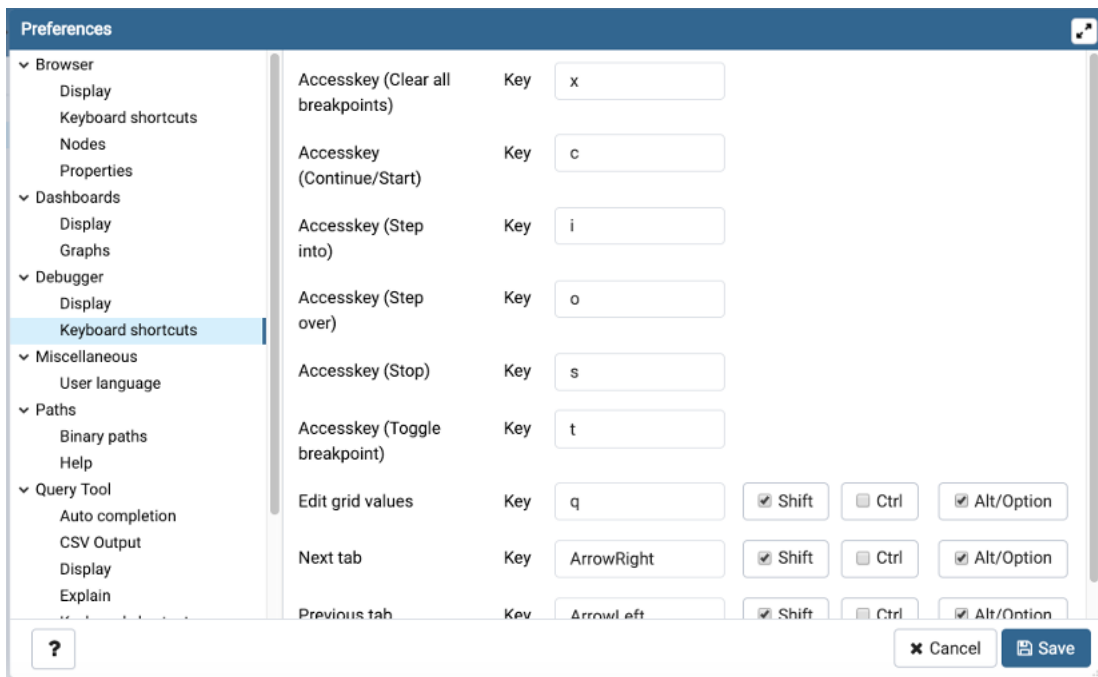 Preferences
Browser
Display
Keyboard shortcuts
Nodes
Properties
Dashboards
Display
Graphs
Debugger
Display
Keyboard shortcuts
Miscellaneous
User language
Paths
Binary paths
Help
Query Tool
Auto completion
CSV Output
Display
Explain
Accesskey (Clear all
breakpoints)
Key x
Accesskey
(Continue/Start)
Key c
Accesskey (Step
into)
Key i
Accesskey (Step
over)
Key o
Accesskey (Stop) Key s
Accesskey (Toggle
breakpoint)
Key t
Edit grid values Key q Shift Ctrl Alt/Option
Next tab Key ArrowRight Shift Ctrl Alt/Option
Previous tab Key ArrowLeft Shift Ctrl Alt/Option
? Cancel Save